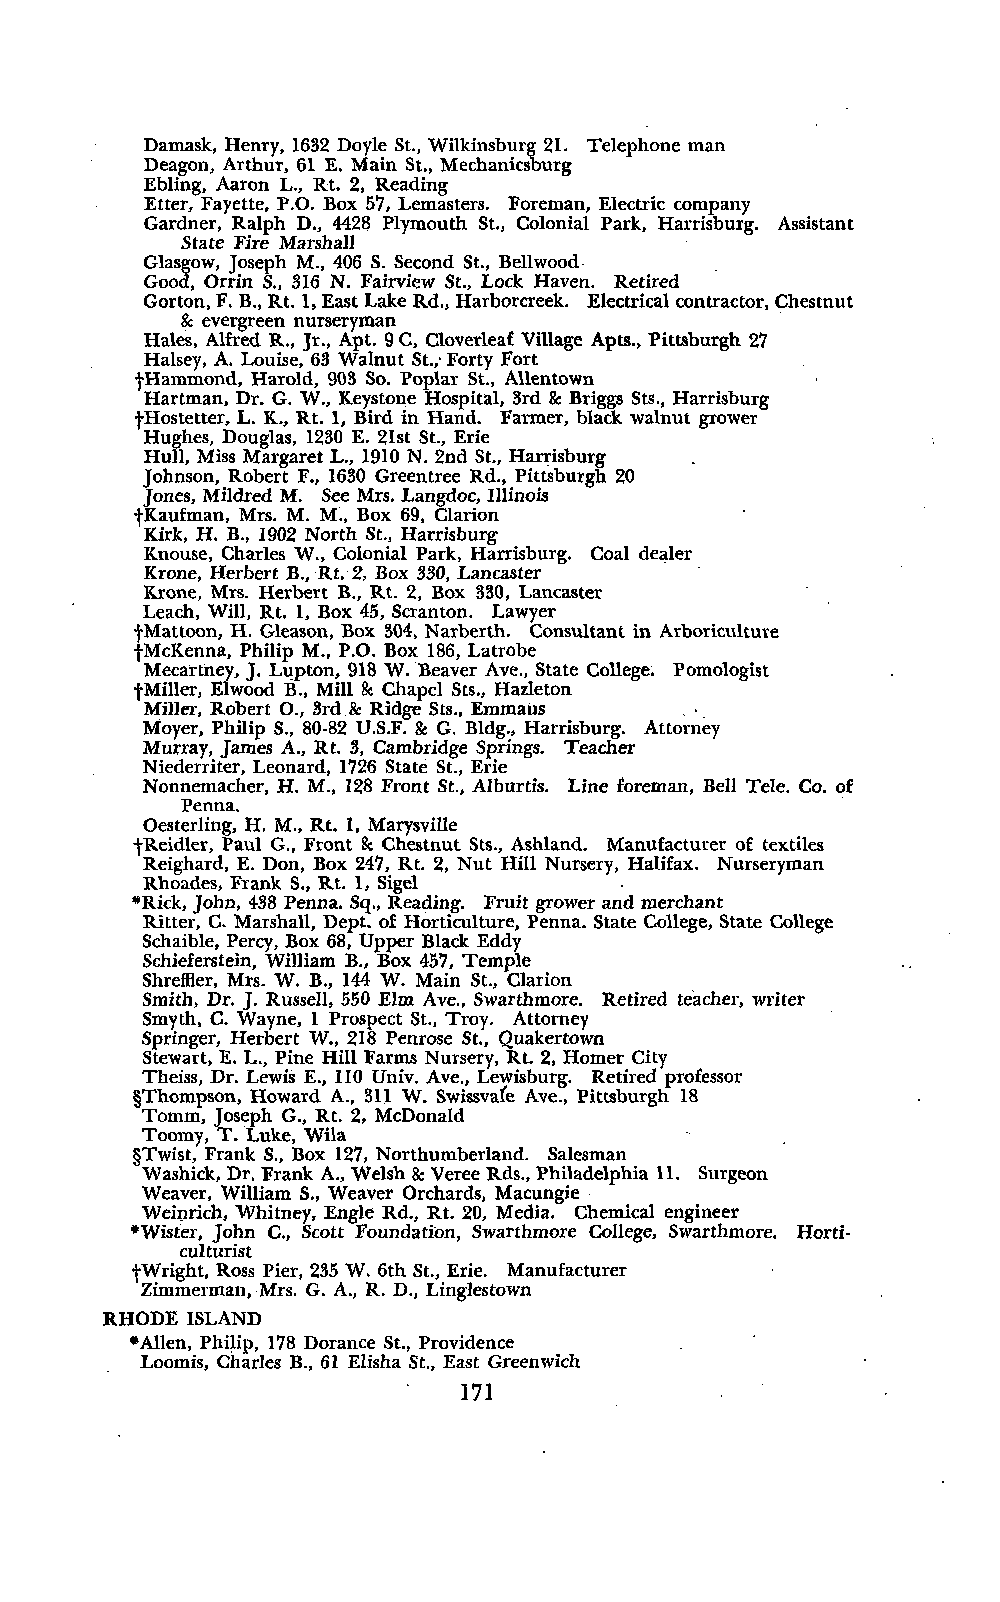 Damask, Henry, 1632 Doyle St., Wilkinsburg 21. Telephone man
Deagon, Arthur, 61 E. Main St., Mechanicsburg
Ebling, Aaron L., Rt. 2, Reading
Etter, Fayette, P.O. Box 57, Lemasters. Foreman, Electric company
Gardner, Ralph D., 4428 Plymouth St., Colonial Park, Harrisburg. Assistant
State Fire Marshall
Glasgow, Joseph M., 406 S. Second St., Bellwood
Good, Orrin S., 316 N. Fairview St., Lock Haven. Retired
Gorton, F. B., Rt. 1, East Lake Rd., Harborcreek. Electrical contractor, Chestnut
& evergreen nurseryman
Hales, Alfred R., Jr., Apt. 9 C, Cloverleaf Village Apts., Pittsburgh 27
Halsey, A. Louise, 63 Walnut St., Forty Fort
†Hammond, Harold, 903 So. Poplar St., Allentown
Hartman, Dr. G. W., Keystone Hospital, 3rd & Briggs Sts., Harrisburg
†Hostetter, L. K., Rt. 1, Bird in Hand. Farmer, black walnut grower
Hughes, Douglas, 1230 E. 21st St., Erie
Hull, Miss Margaret L., 1910 N. 2nd St., Harrisburg
Johnson, Robert F., 1630 Greentree Rd., Pittsburgh 20
Jones, Mildred M. See Mrs. Langdoc, Illinois
†Kaufman, Mrs. M. M., Box 69, Clarion
Kirk, H. B., 1902 North St., Harrisburg
Knouse, Charles W., Colonial Park, Harrisburg. Coal dealer
Krone, Herbert B., Rt. 2, Box 330, Lancaster
Krone, Mrs. Herbert B., Rt. 2, Box 330, Lancaster
Leach, Will, Rt. 1, Box 45, Scranton. Lawyer
†Mattoon, H. Gleason, Box 304, Narberth. Consultant in Arboriculture
†McKenna, Philip M., P.O. Box 186, Latrobe
Mecartney, J. Lupton, 918 W. Beaver Ave., State College. Pomologist
†Miller, Elwood B., Mill & Chapel Sts., Hazleton
Miller, Robert O., 3rd & Ridge Sts., Emmaus
Moyer, Philip S., 80-82 U.S.F. & G. Bldg., Harrisburg. Attorney
Murray, James A., Rt. 3, Cambridge Springs. Teacher
Niederriter, Leonard, 1726 State St., Erie
Nonnemacher, H. M., 128 Front St., Alburtis. Line foreman, Bell Tele. Co. of
Penna.
Oesterling, H. M., Rt. 1, Marysville
†Reidler, Paul G., Front & Chestnut Sts., Ashland. Manufacturer of textiles
Reighard, E. Don, Box 247, Rt. 2, Nut Hill Nursery, Halifax. Nurseryman
Rhoades, Frank S., Rt. 1, Sigel
*Rick, John, 438 Penna. Sq., Reading. Fruit grower and merchant
Ritter, C. Marshall, Dept. of Horticulture, Penna. State College, State College
Schaible, Percy, Box 68, Upper Black Eddy
Schieferstein, William B., Box 457, Temple
Shreffler, Mrs. W. B., 144 W. Main St., Clarion
Smith, Dr. J. Russell, 550 Elm Ave., Swarthmore. Retired teacher, writer
Smyth, C. Wayne, 1 Prospect St., Troy. Attorney
Springer, Herbert W., 218 Penrose St., Quakertown
Stewart, E. L., Pine Hill Farms Nursery, Rt. 2, Homer City
Theiss, Dr. Lewis E., 110 Univ. Ave., Lewisburg. Retired professor
§Thompson, Howard A., 311 W. Swissvale Ave., Pittsburgh 18
Tomm, Joseph G., Rt. 2, McDonald
Toomy, T. Luke, Wila
§Twist, Frank S., Box 127, Northumberland. Salesman
Washick, Dr. Frank A., Welsh & Veree Rds., Philadelphia 11. Surgeon
Weaver, William S., Weaver Orchards, Macungie
Weinrich, Whitney, Engle Rd., Rt. 20, Media. Chemical engineer
*Wister, John C., Scott Foundation, Swarthmore College, Swarthmore. Horti-
culturist
†Wright, Ross Pier, 235 W. 6th St., Erie. Manufacturer
Zimmerman, Mrs. G. A., R. D., Linglestown
RHODE ISLAND
*Allen, Philip, 178 Dorance St., Providence
Loomis, Charles B., 61 Elisha St., East Greenwich
171